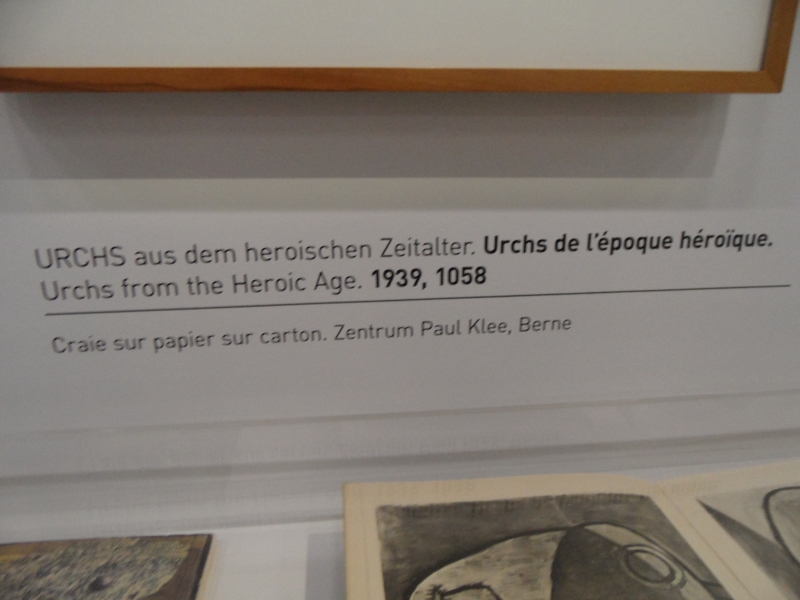 URCHS aus dem heroischen Zeitalter. Urchs de l'époque héroïque.
Urchs from the Heroic Age. 1939, 1058
Craie sur papier sur carton. Zentrum Paul Klee, Berne